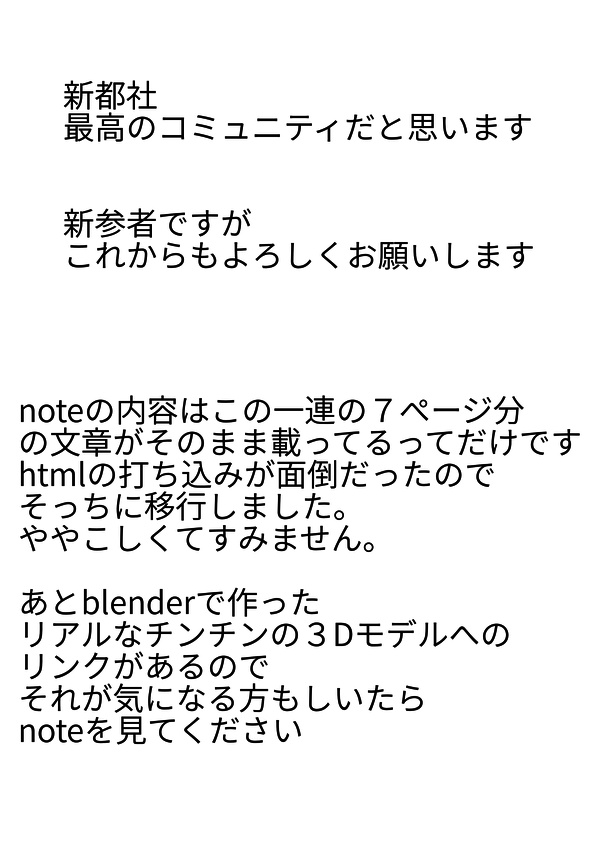 新都社
最高のコミュニティだと思います
新参者ですが
これからもよろしくお願いします
noteの内容はこの一連の７ページ分
の文章がそのまま載ってるってだけです
htmlの打ち込みが面倒だったので
そっちに移行しました。
ややこしくてすみません。
あとblenderで作った
リアルなチンチンの３Dモデルへの
リンクがあるので
それが気になる方もしいたら
noteを見てください